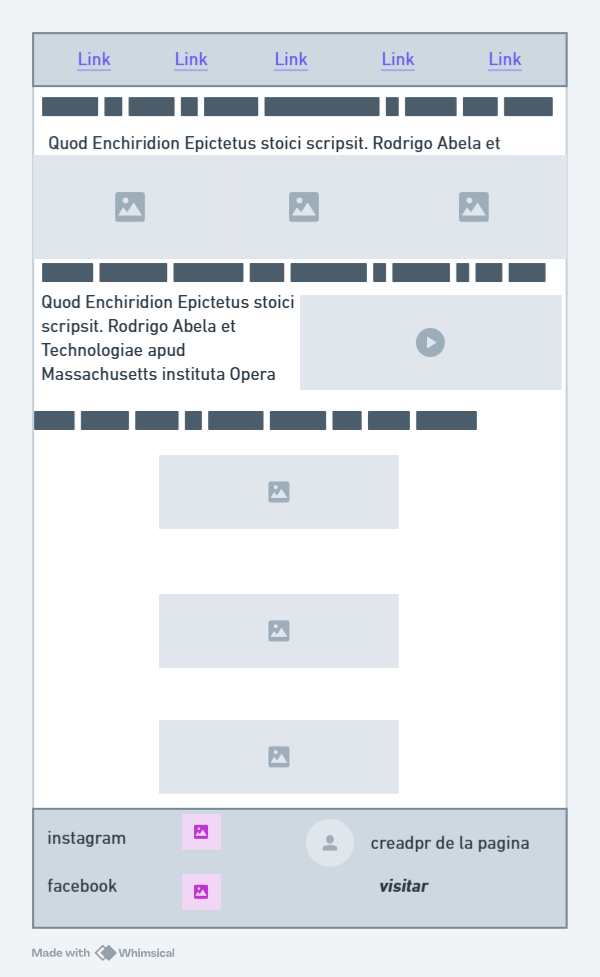 Link Link Link Link Link
Quod Enchiridion Epictetus stoici scripsit. Rodrigo Abela et
Quod Enchiridion Epictetus stoici
scripsit. Rodrigo Abela et
Technologiae apud
Massachusetts instituta Opera
instagram
creadpr de la pagina
facebook
visitar
Made with Whimsical